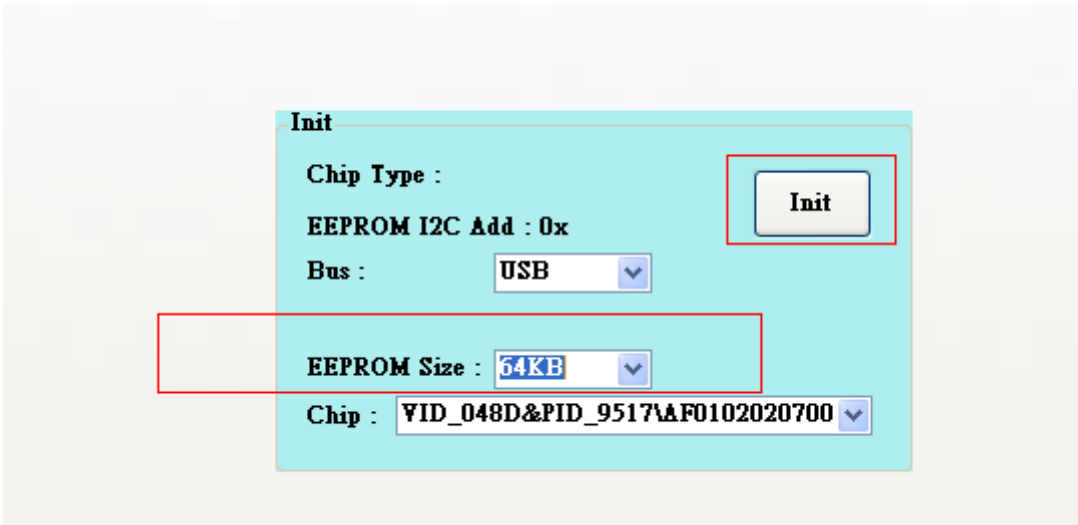 Init
Chip Type :
Init
EEPROM I2C Add : 0x
Bus :
USB
EEPROM Size : 64KB
Chip : VID_048D&PID_9517\AF0102020700